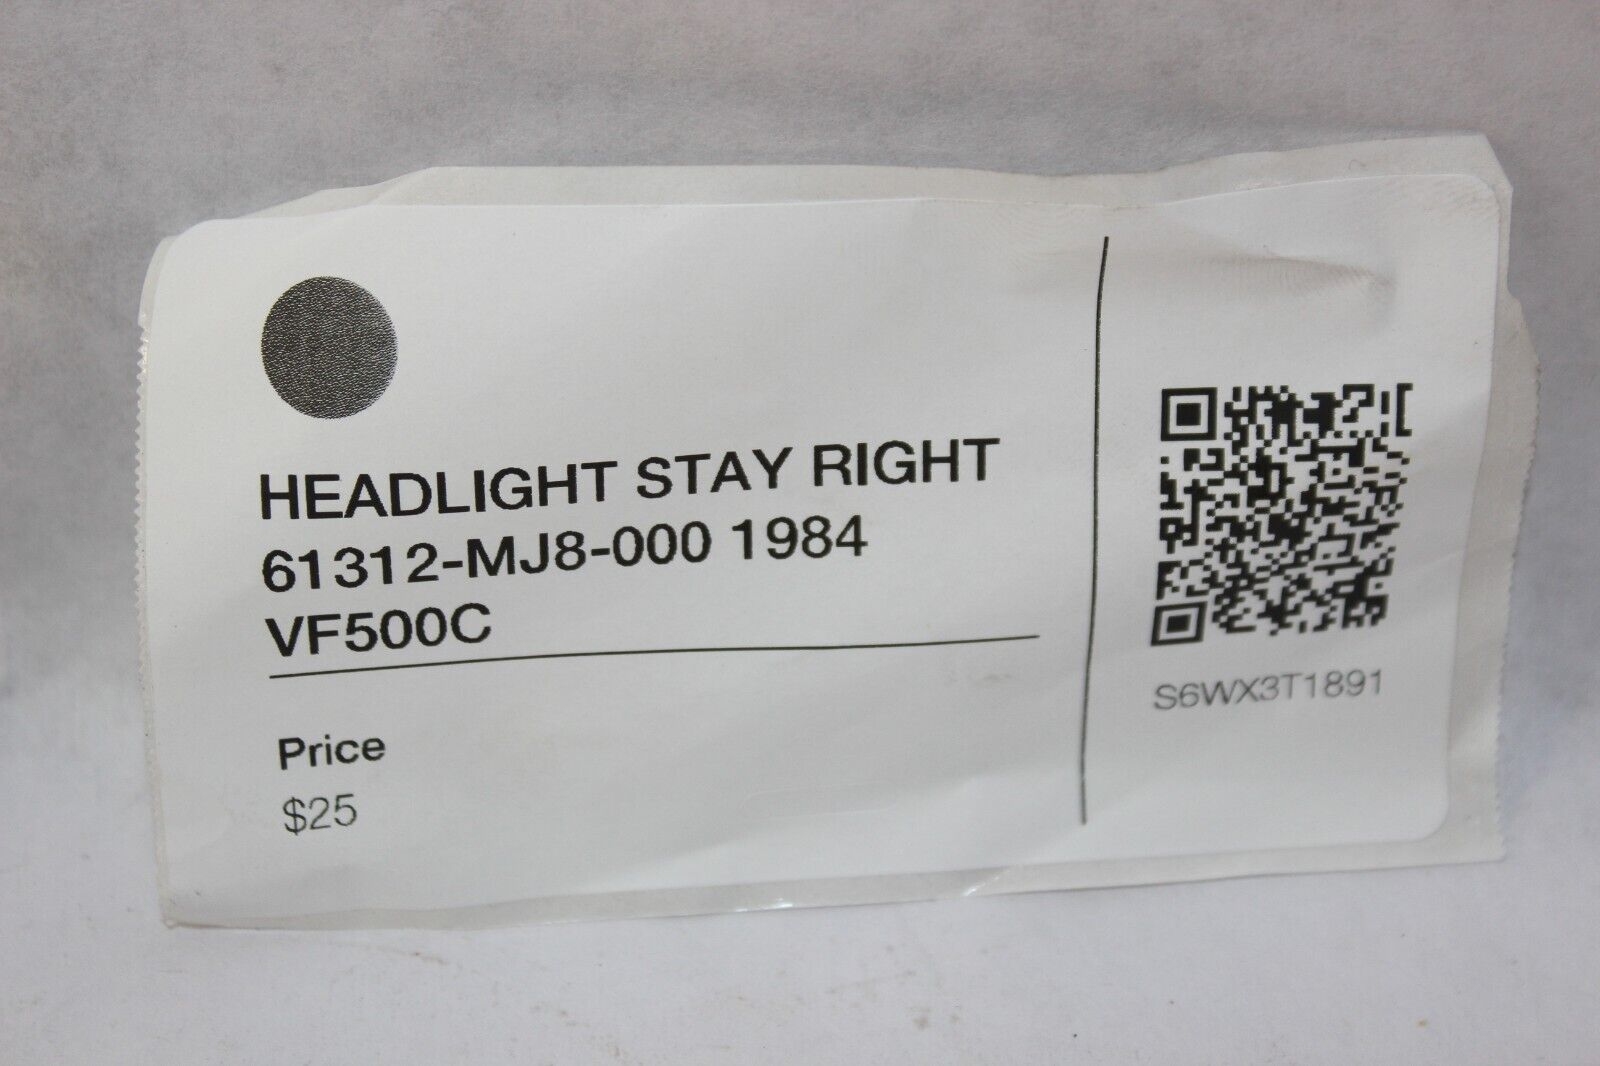 HEADLIGHT STAY RIGHT
61312-MJ8-000 1984
VF500C
Price
$25
S6WX3T1891